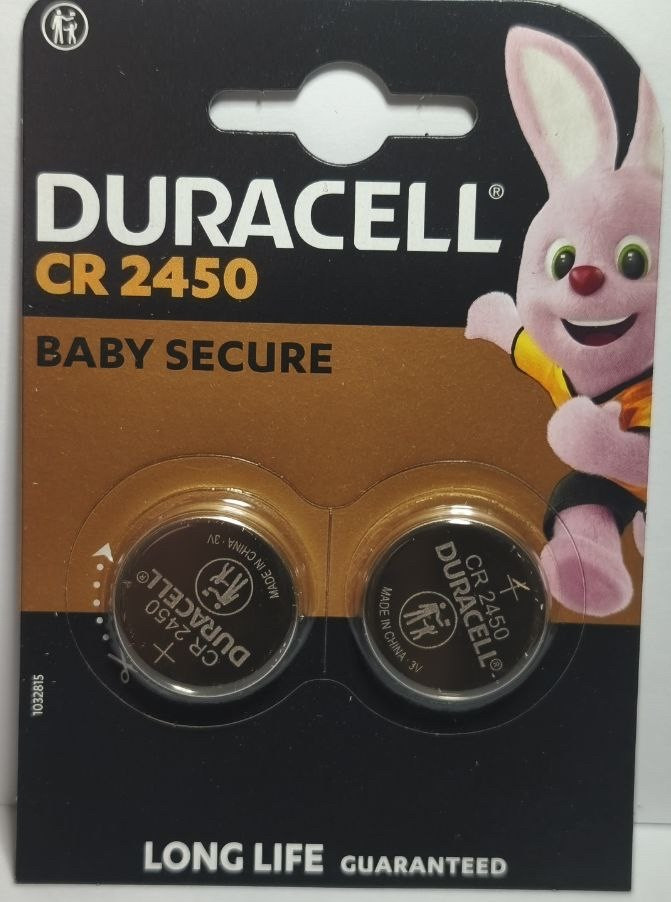 DURACELL®
CR 2450
BABY SECURE
MADE IN CHINA · 3V
DURACELL®
CR 2450
+
+
CR 2450
DURACELL®
MADE IN CHINA · 3V
1032815
LONG LIFE GUARANTEED